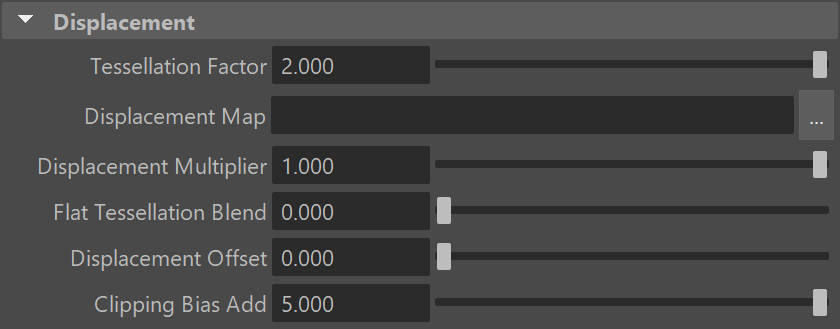 Displacement
Tessellation Factor 2.000
Displacement Map ...
Displacement Multiplier 1.000
Flat Tessellation Blend 0.000
Displacement Offset 0.000
Clipping Bias Add 5.000